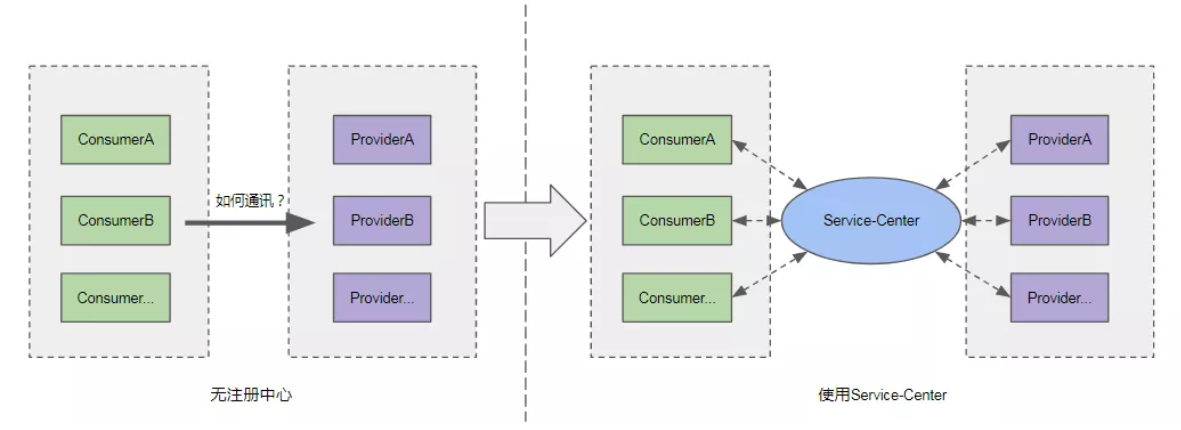 ConsumerA
ProviderA
如何通讯？
ConsumerB
ProviderB
Consumer...
Provider...
无注册中心
ConsumerA
ProviderA
ConsumerB
Service-Center
ProviderB
Consumer...
Provider...
使用Service-Center